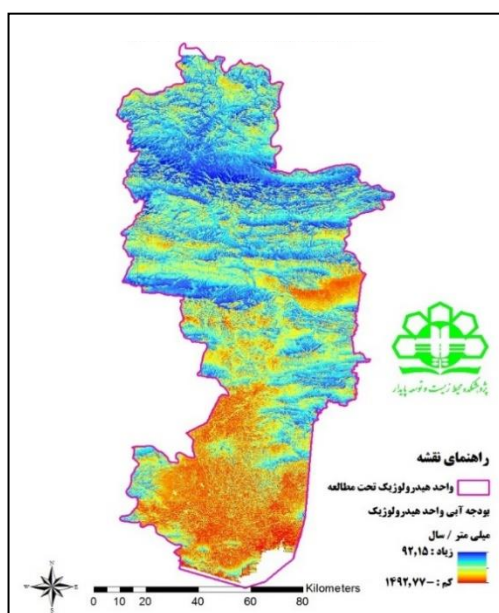 پژوهشکده محیط زیست و توسعه پایدار
راهنمای نقشه
واحد هیدرولوژیک تحت مطالعه
بودجه آبی واحد هیدرولوژیک
میلی متر / سال
زیاد : ۹۲,۱۵
کم : -۱۴۹۲,۷۷
N
W E
S
Kilometers
0 5 10 20 40 60 80